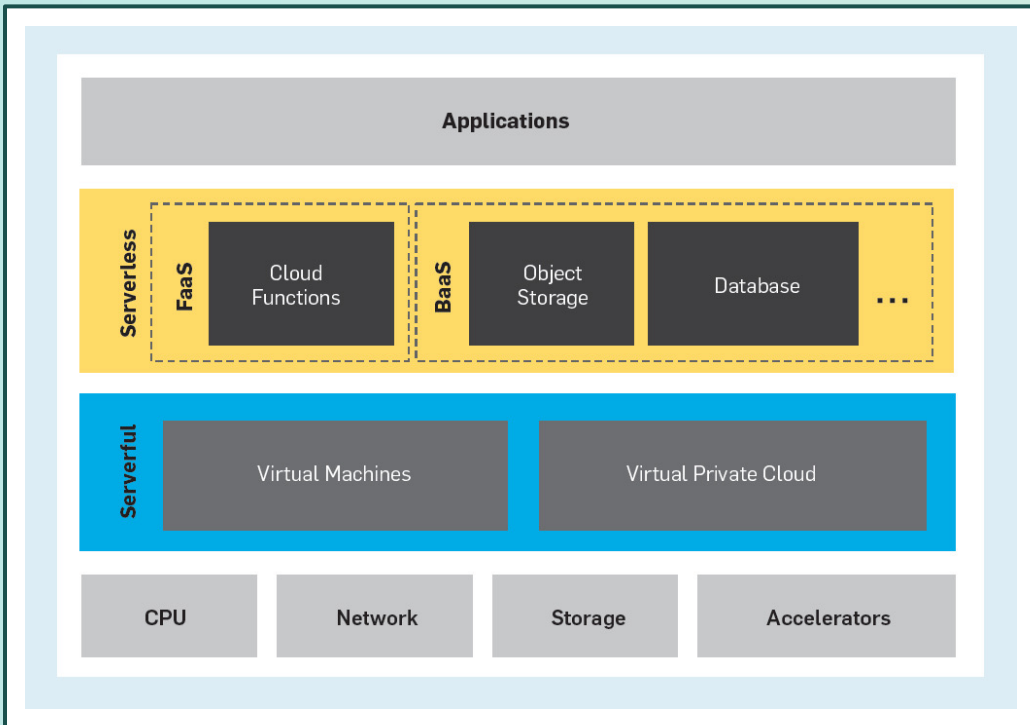 Applications
Serverless
FaaS
Cloud
Functions
BaaS
Object
Storage
Database
...
Serverful
Virtual Machines
Virtual Private Cloud
CPU
Network
Storage
Accelerators